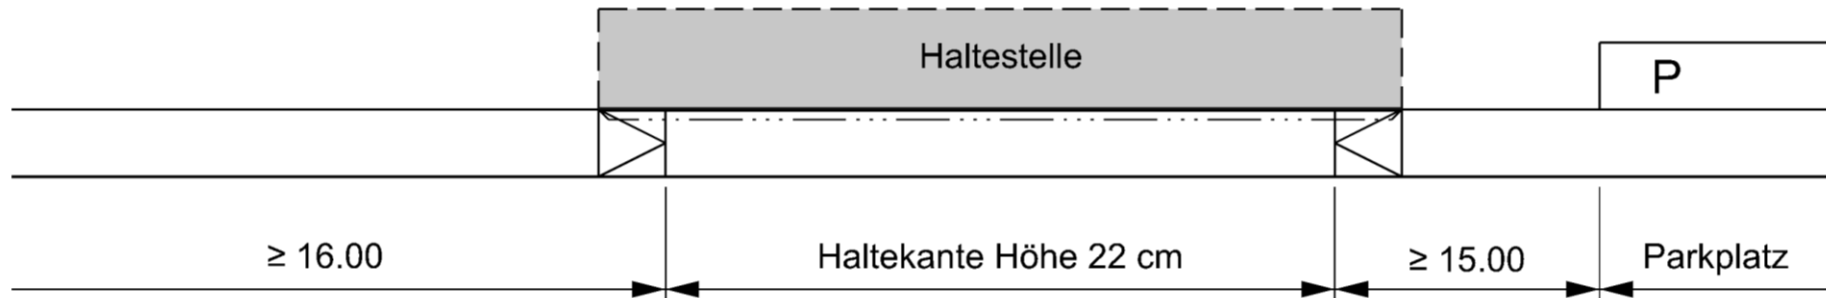 Haltestelle
P
≥ 16.00
Haltekante Höhe 22 cm
≥ 15.00
Parkplatz